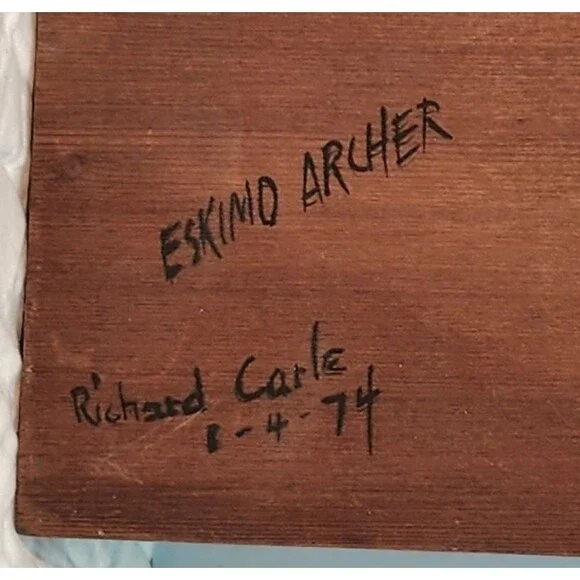 ESKIMO ARCHER
Richard Carle
1-4-74